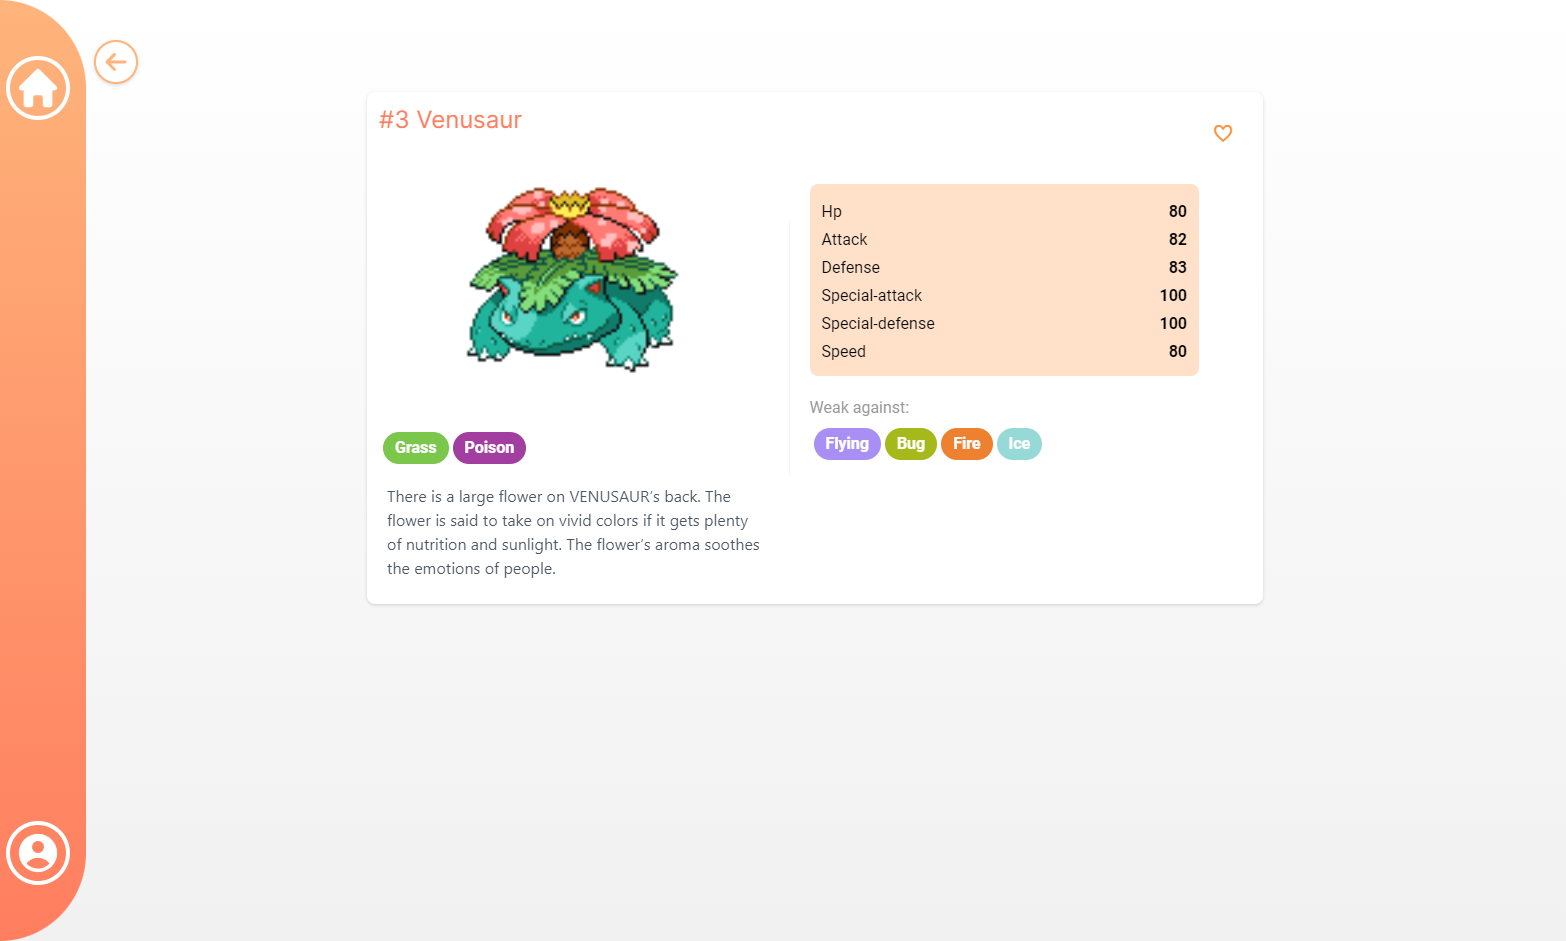 #3 Venusaur
Hp 80
Attack 82
Defense 83
Special-attack 100
Special-defense 100
Speed 80
Weak against:
Flying Bug Fire Ice
Grass Poison
There is a large flower on VENUSAUR's back. The
flower is said to take on vivid colors if it gets plenty
of nutrition and sunlight. The flower's aroma soothes
the emotions of people.